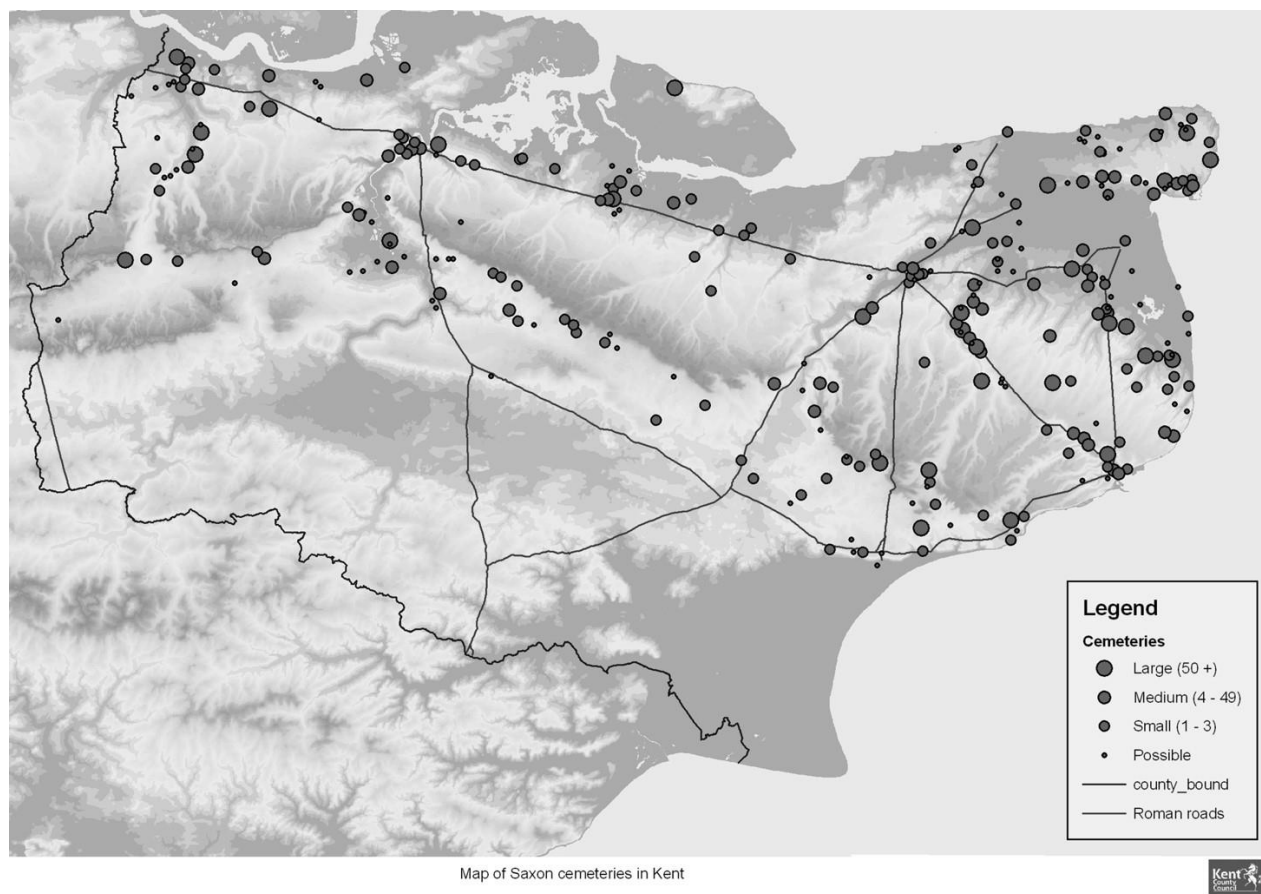 Legend
Cemeteries
Large (50 +)
Medium (4 - 49)
Small (1 - 3)
Possible
county_bound
Roman roads
Map of Saxon cemeteries in Kent
Kent
County
Council